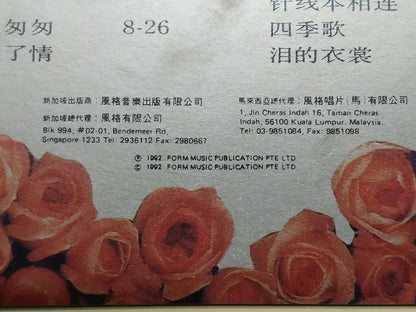 针线本相连
匆匆 8-26 四季歌
了情 泪的衣裳
新加坡出版商：風格音樂出版有限公司
新加坡總代理：風格有限公司
Blk 994, #02-01, Bendemeer Rd,
Singapore 1233 Tel: 2936112 Fax: 2980667
馬來西亞總代理：風格唱片（馬）有限公司
1, Jin Cheras Indah 16, Taman Cheras
Indah, 56100 Kuala Lumpur. Malaysia.
Tel: 03-9851084, Fax: 9851098
Ⓟ 1992 FORM MUSIC PUBLICATION PTE LTD
© 1992 FORM MUSIC PUBLICATION PTE LTD